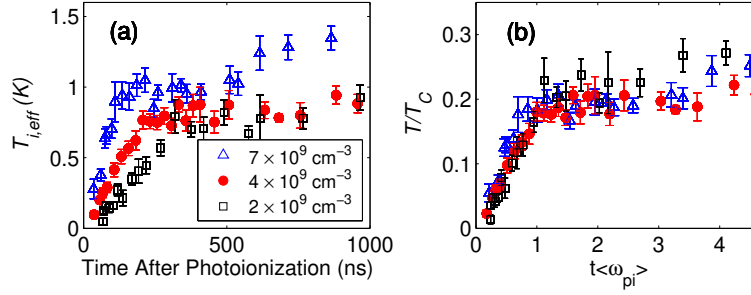 (a)
1.5
1
0.5
0
T_{i,eff} (K)
0
500
1000
Time After Photoionization (ns)
7 × 10^9 cm^-3
4 × 10^9 cm^-3
2 × 10^9 cm^-3
(b)
0.3
0.2
0.1
0
T/T_C
0
1
2
3
4
t<ω_{pi}>